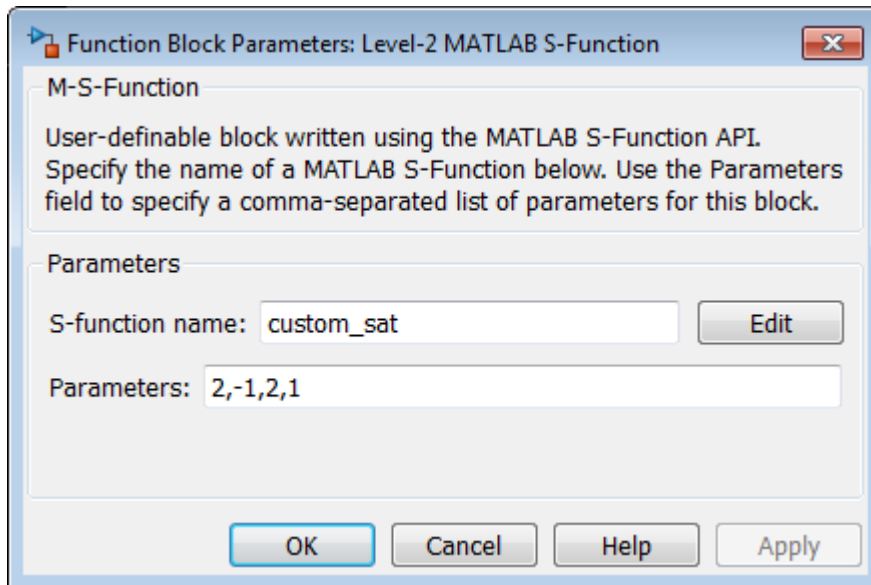 Function Block Parameters: Level-2 MATLAB S-Function
M-S-Function
User-definable block written using the MATLAB S-Function API.
Specify the name of a MATLAB S-Function below. Use the Parameters
field to specify a comma-separated list of parameters for this block.
Parameters
S-function name: custom_sat Edit
Parameters: 2,-1,2,1
OK Cancel Help Apply